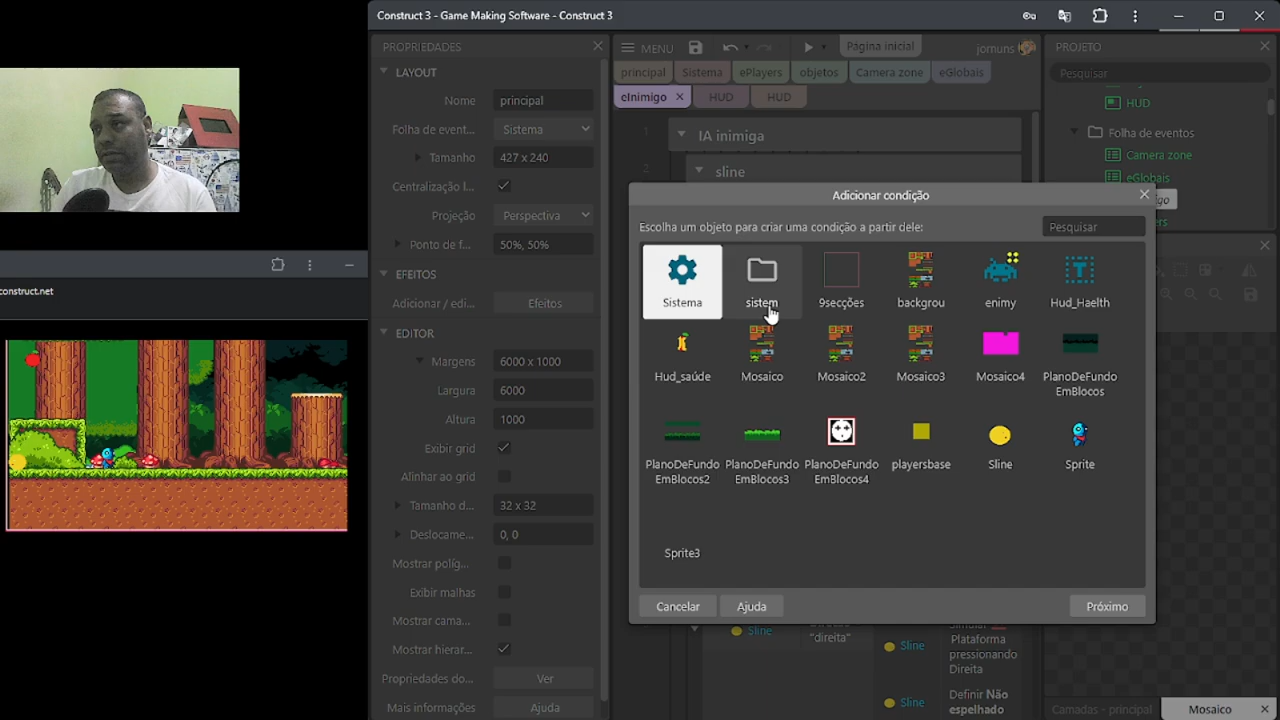 Construct 3 - Game Making Software - Construct 3
PROPRIEDADES
MENU
Página inicial
jomuns
PROJETO
LAYOUT
principal
Sistema
ePlayers
objetos
Camera zone
eGlobais
Pesquisar
Nome
principal
eInimigo
HUD
HUD
HUD
Folha de event...
Sistema
1
IA inimiga
Folha de eventos
Tamanho
427 x 240
Camera zone
2
sline
eGlobais
Centralização l...
Adicionar condição
Projeção
Perspectiva
Escolha um objeto para criar uma condição a partir dele:
Pesquisar
Ponto de f...
50%, 50%
EFEITOS
construct.net
Adicionar / edi...
Efeitos
Sistema
sistem
9secções
backgrou
enimy
Hud_Haelth
EDITOR
Margens
6000 x 1000
Hud_saúde
Mosaico
Mosaico2
Mosaico3
Mosaico4
PlanoDeFundo
EmBlocos
Largura
6000
Altura
1000
Exibir grid
PlanoDeFundo
EmBlocos2
PlanoDeFundo
EmBlocos3
PlanoDeFundo
EmBlocos4
playersbase
Sline
Sprite
Alinhar ao grid
Tamanho d...
32 x 32
Deslocame...
0, 0
Sprite3
Mostrar políg...
Exibir malhas
Cancelar
Ajuda
Próximo
Mostrar cama...
Sline
"direita"
Sline
Plataforma
pressionando
Direita
Mostrar hierar...
Propriedades do...
Ver
Sline
Definir Não
espelhado
Mais informações
Ajuda
Camadas - principal
Mosaico